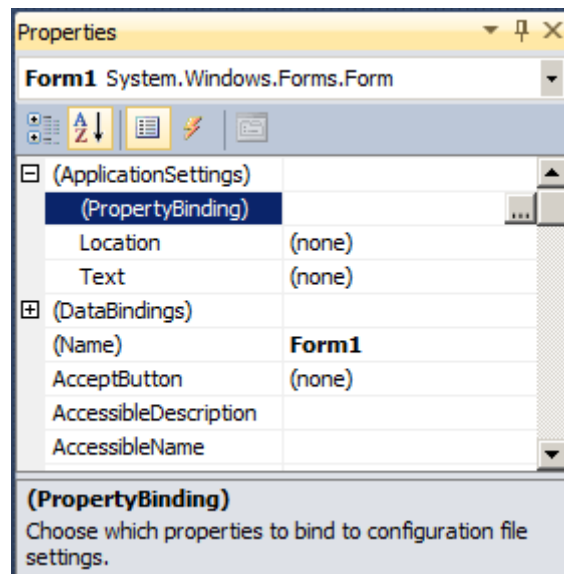 Properties
Form1 System.Windows.Forms.Form
(ApplicationSettings)
(PropertyBinding) ...
Location (none)
Text (none)
(DataBindings)
(Name) Form1
AcceptButton (none)
AccessibleDescription
AccessibleName
(PropertyBinding)
Choose which properties to bind to configuration file
settings.